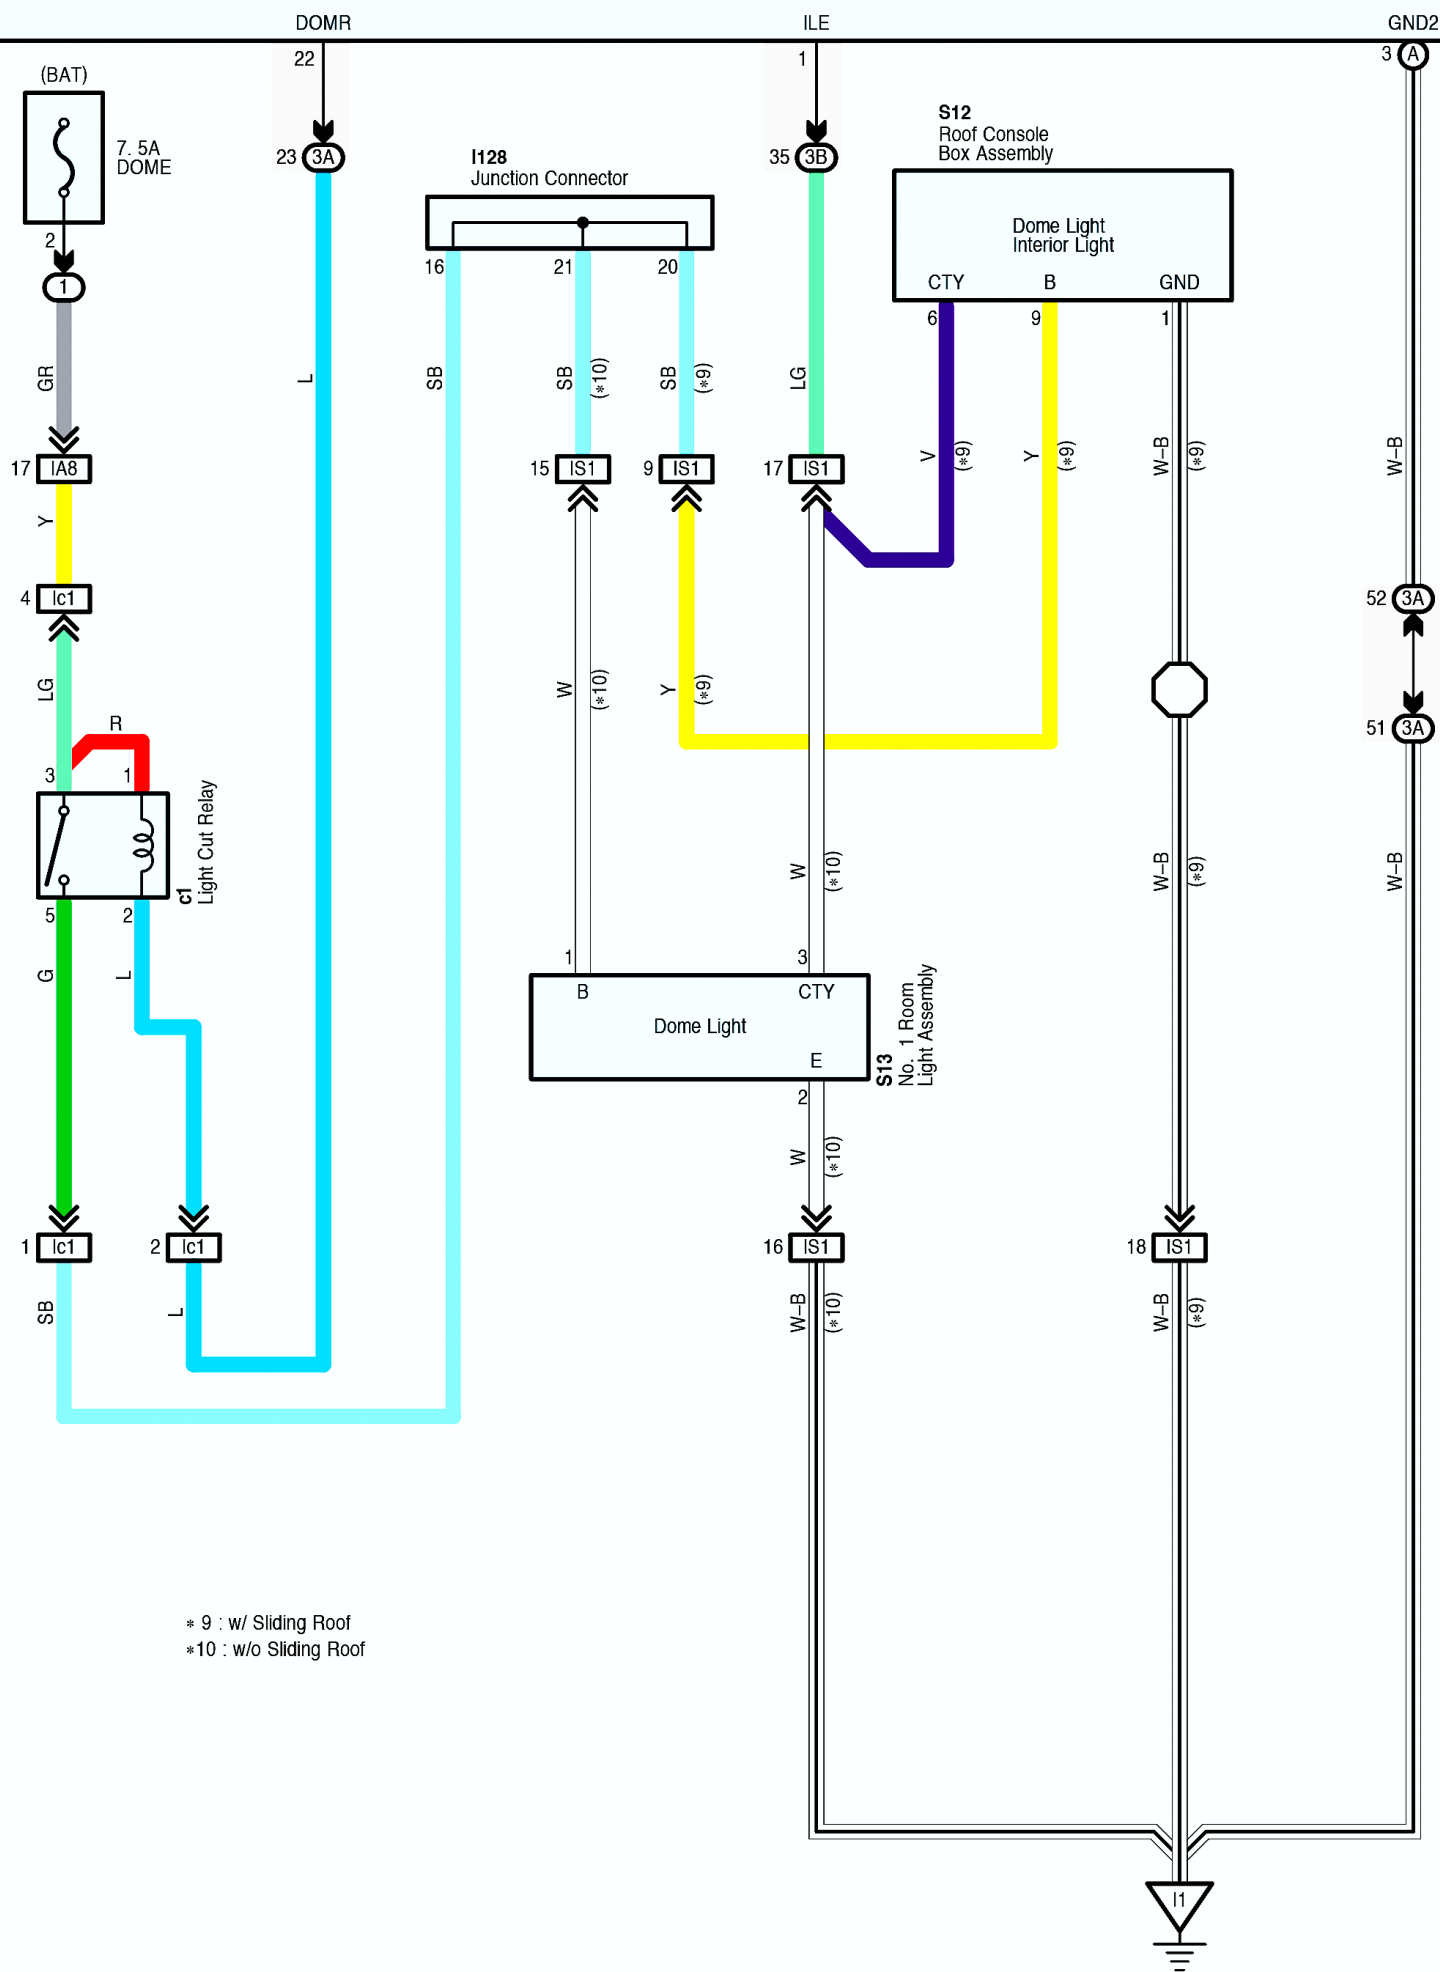 DOMR ILE GND2
22 1 3 A
(BAT)
7. 5A
DOME
2
1
23 3A
I128
Junction Connector
35 3B
S12
Roof Console
Box Assembly
Dome Light
Interior Light
CTY B GND
16 21 20
6 9 1
GR
L
SB
SB
(*10)
SB
(*9)
LG
V
(*9)
Y
(*9)
W-B
(*9)
W-B
17 IA8
15 IS1
9 IS1
17 IS1
Y
4 Ic1
52 3A
LG
R
W
(*10)
Y
(*9)
51 3A
3 1
c1
Light Cut Relay
W
(*10)
W-B
(*9)
W-B
5 2
G
L
1 3
B CTY
Dome Light
E
S13
No. 1 Room
Light Assembly
2
W
(*10)
1 Ic1
2 Ic1
16 IS1
18 IS1
SB
L
W-B
(*10)
W-B
(*9)
* 9 : w/ Sliding Roof
*10 : w/o Sliding Roof
I1